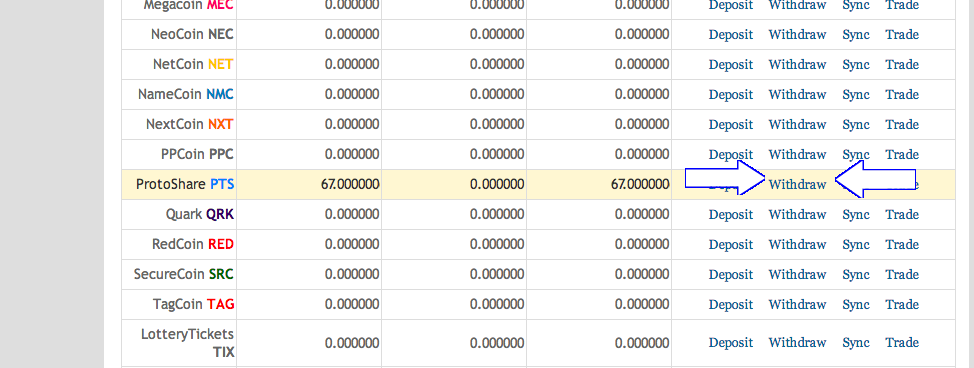 Megacoin MEC 0.000000 0.000000 0.000000 Deposit Withdraw Sync Trade
NeoCoin NEC 0.000000 0.000000 0.000000 Deposit Withdraw Sync Trade
NetCoin NET 0.000000 0.000000 0.000000 Deposit Withdraw Sync Trade
NameCoin NMC 0.000000 0.000000 0.000000 Deposit Withdraw Sync Trade
NextCoin NXT 0.000000 0.000000 0.000000 Deposit Withdraw Sync Trade
PPCoin PPC 0.000000 0.000000 0.000000 Deposit Withdraw Sync Trade
ProtoShare PTS 67.000000 0.000000 67.000000 Withdraw
Quark QRK 0.000000 0.000000 0.000000 Deposit Withdraw Sync Trade
RedCoin RED 0.000000 0.000000 0.000000 Deposit Withdraw Sync Trade
SecureCoin SRC 0.000000 0.000000 0.000000 Deposit Withdraw Sync Trade
TagCoin TAG 0.000000 0.000000 0.000000 Deposit Withdraw Sync Trade
LotteryTickets
TIX 0.000000 0.000000 0.000000 Deposit Withdraw Sync Trade